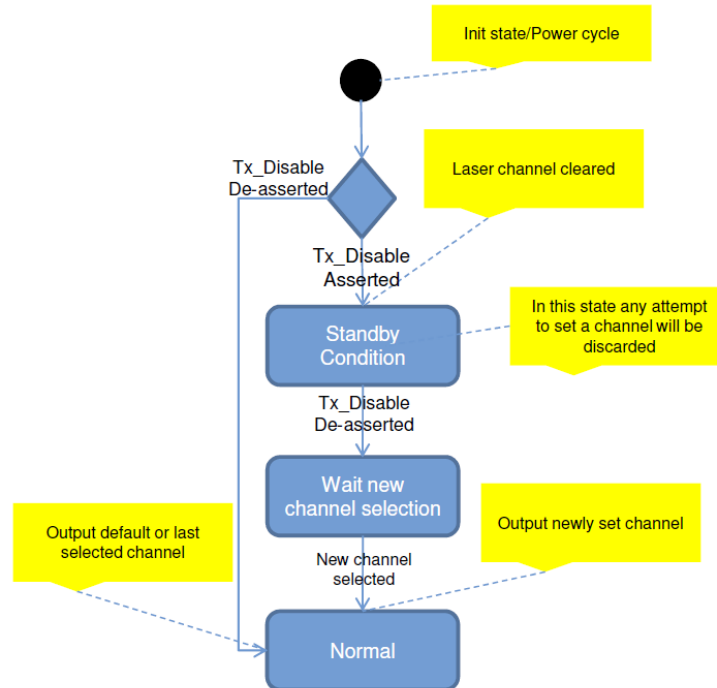 Init state/Power cycle
Tx_Disable
De-asserted
Laser channel cleared
Tx_Disable
Asserted
Standby
Condition
In this state any attempt
to set a channel will be
discarded
Tx_Disable
De-asserted
Wait new
channel selection
Output default or last
selected channel
Output newly set channel
New channel
selected
Normal